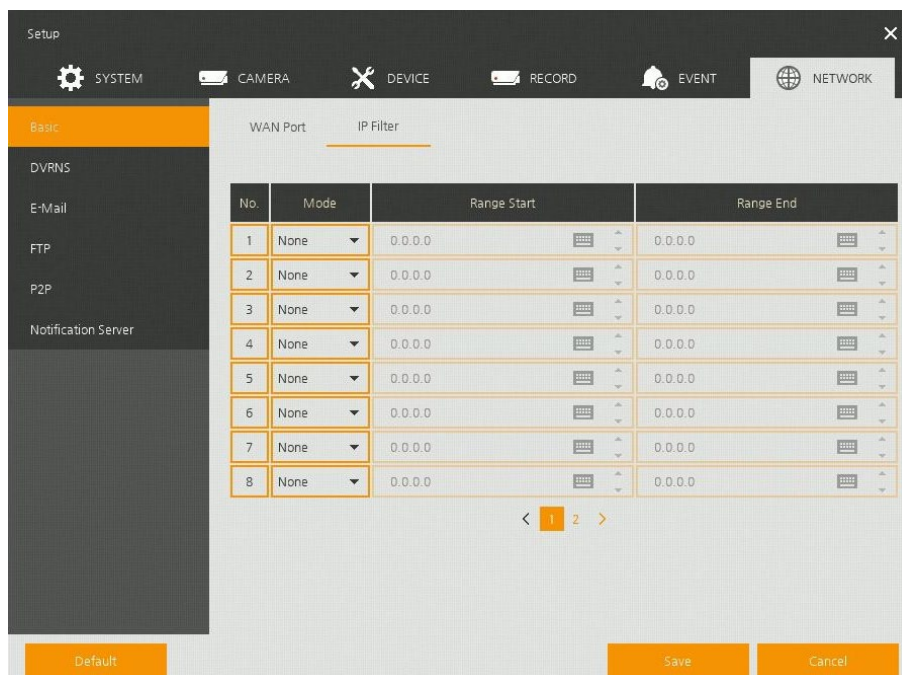 Setup
SYSTEM CAMERA DEVICE RECORD EVENT NETWORK
Basic
DVRNS
E-Mail
FTP
P2P
Notification Server
WAN Port IP Filter
No. Mode Range Start Range End
1 None 0.0.0.0 0.0.0.0
2 None 0.0.0.0 0.0.0.0
3 None 0.0.0.0 0.0.0.0
4 None 0.0.0.0 0.0.0.0
5 None 0.0.0.0 0.0.0.0
6 None 0.0.0.0 0.0.0.0
7 None 0.0.0.0 0.0.0.0
8 None 0.0.0.0 0.0.0.0
< 1 2 >
Default Save Cancel